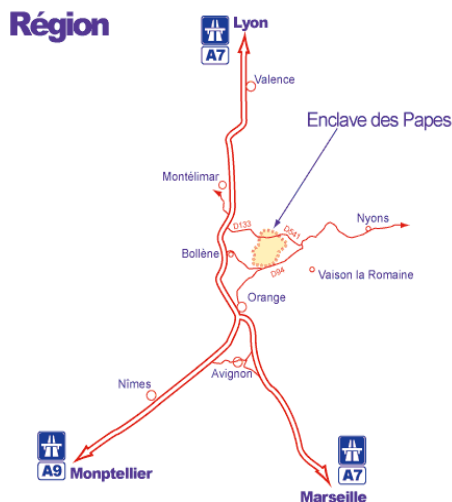 Région
Lyon
A7
Valence
Enclave des Papes
Montélimar
D133
D541
Nyons
Bollène
D94
Vaison la Romaine
Orange
Avignon
Nîmes
A9
Monptellier
A7
Marseille